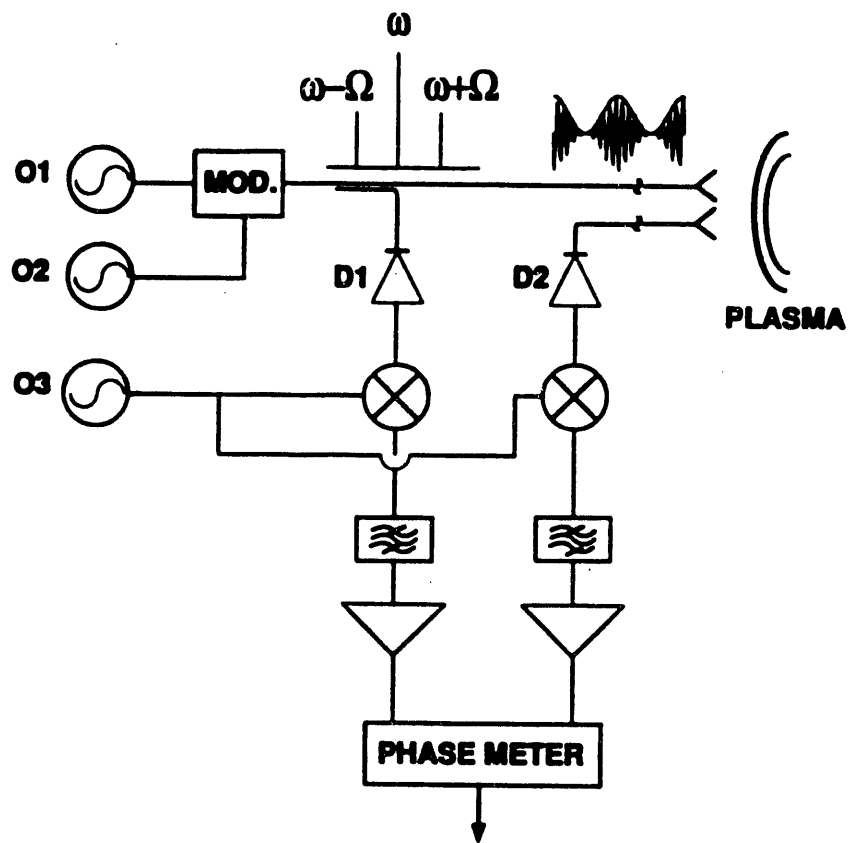 ω
ω−Ω
ω+Ω
O1
MOD.
O2
D1
D2
PLASMA
O3
PHASE METER